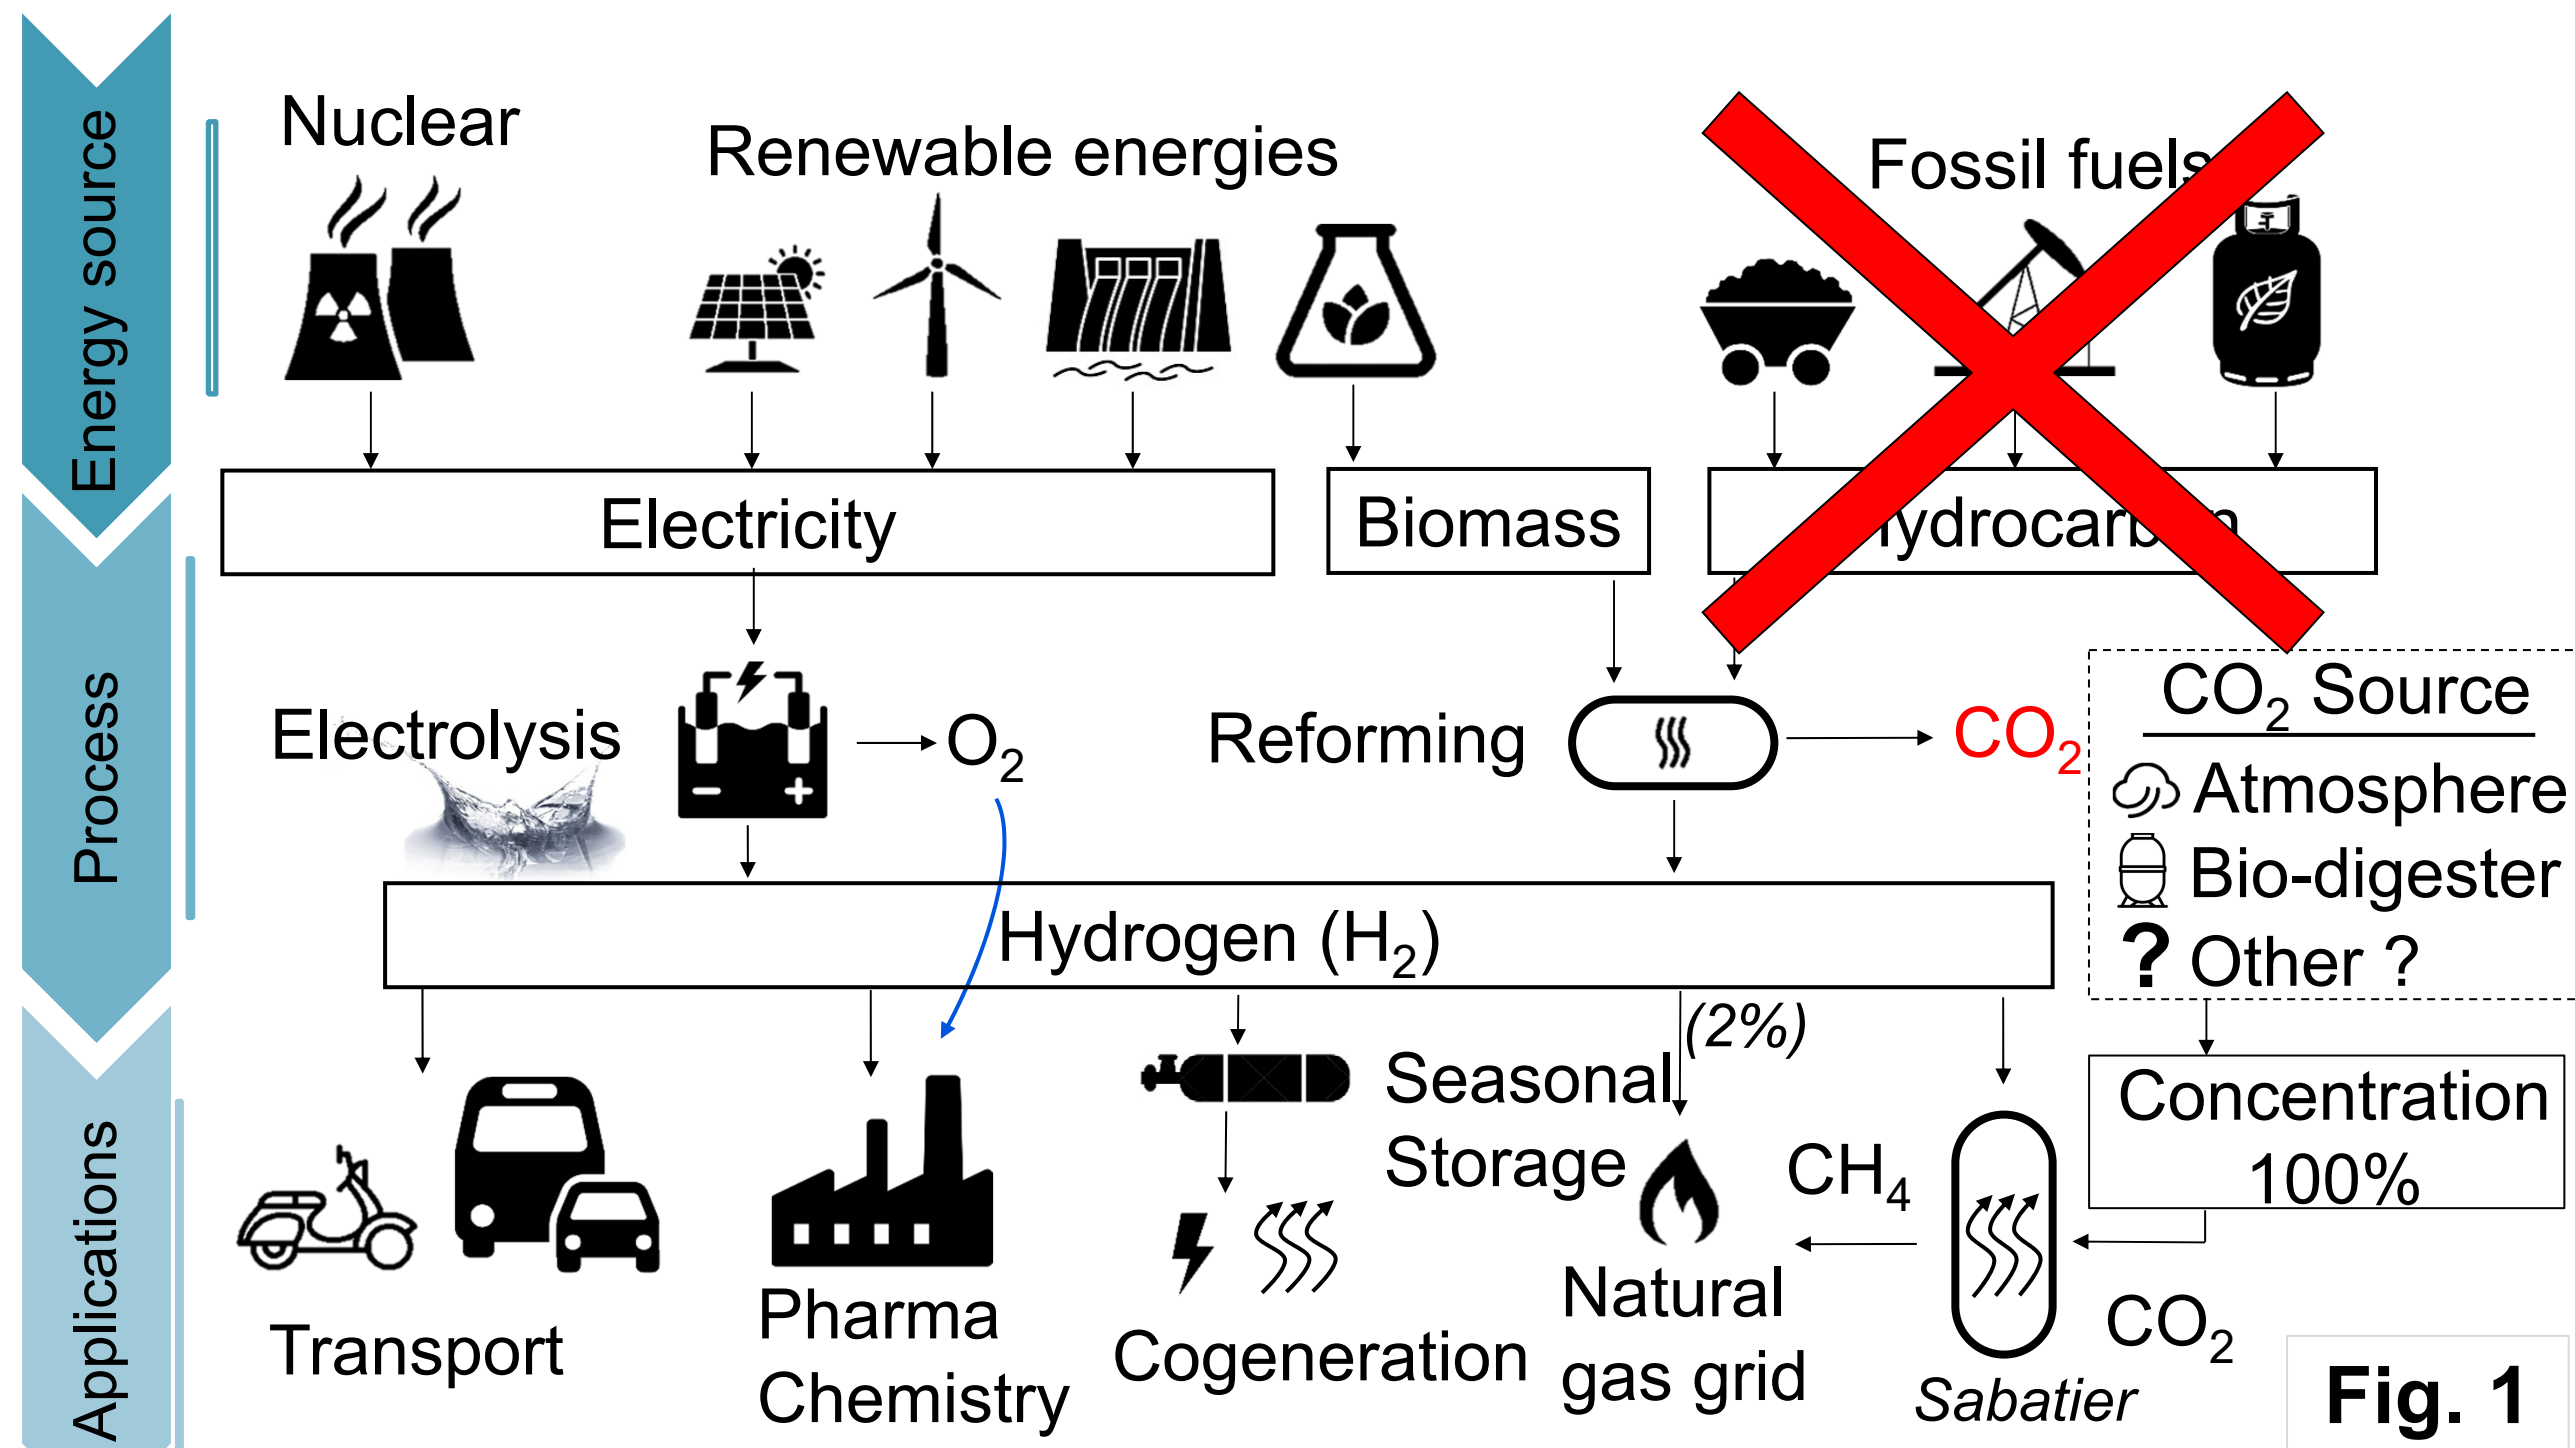 Energy source
Nuclear
Renewable energies
Fossil fuels
Electricity
Biomass
Process
Electrolysis
O₂
Reforming
CO₂
CO₂ Source
Atmosphere
Bio-digester
? Other ?
Hydrogen (H₂)
(2%)
Applications
Transport
Pharma
Chemistry
Seasonal
Storage
Cogeneration
Natural
gas grid
CH₄
Sabatier
Concentration
100%
CO₂
Fig. 1